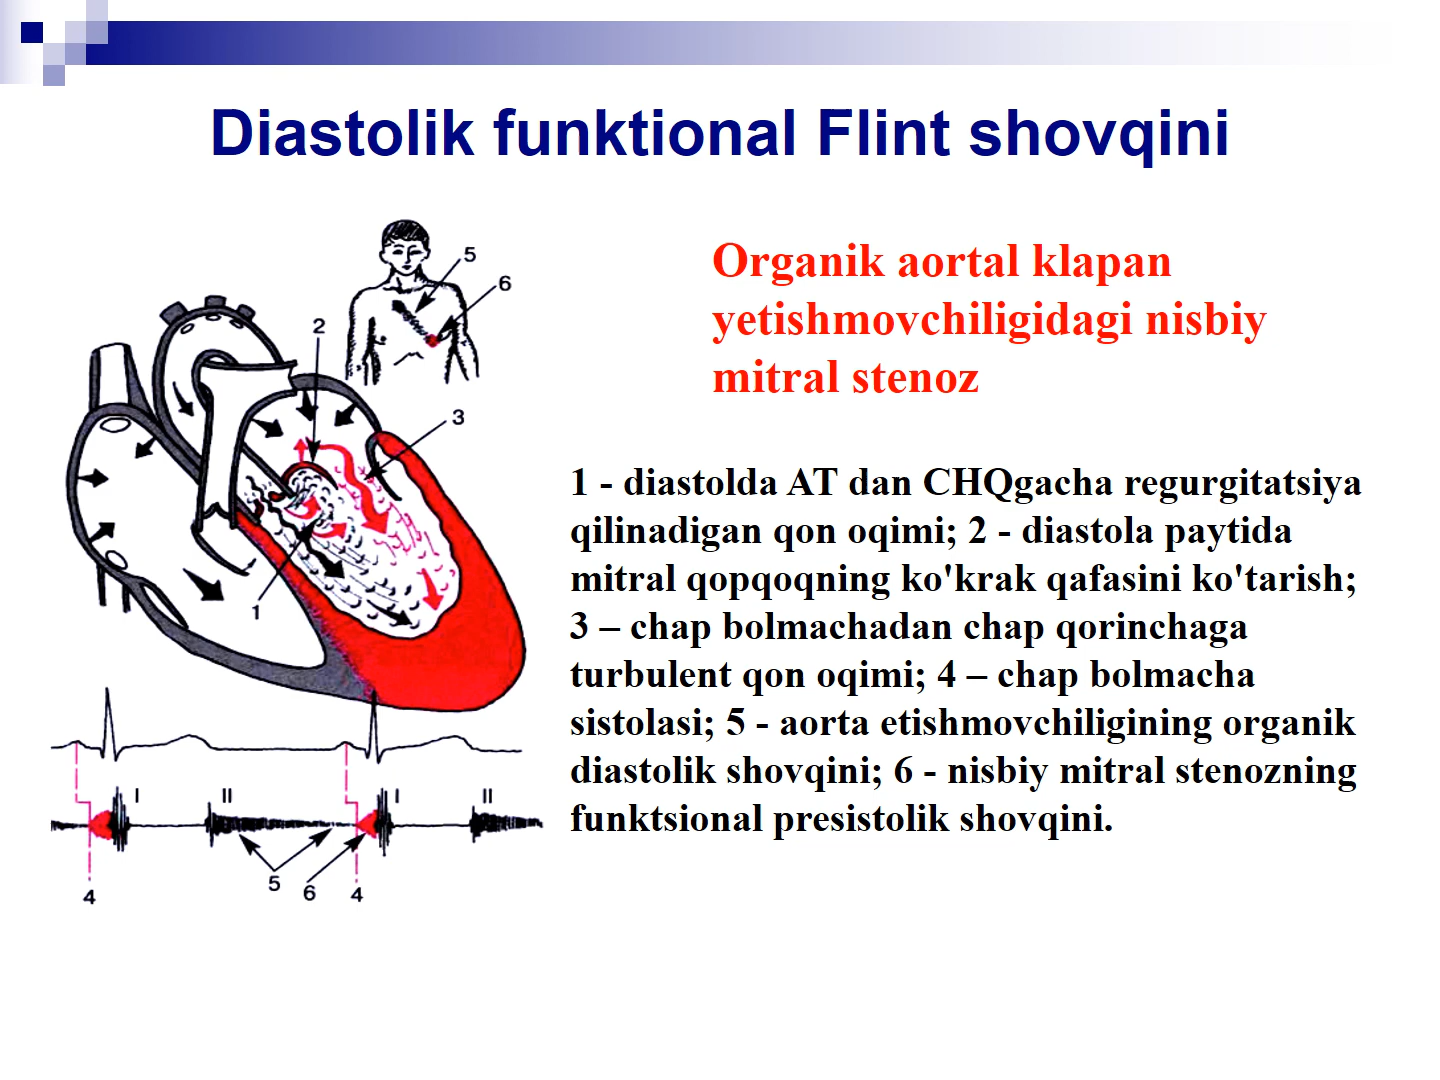 Diastolik funktional Flint shovqini
Organik aortal klapan
yetishmovchiligidagi nisbiy
mitral stenoz
1 - diastolda AT dan CHQgacha regurgitatsiya
qilinadigan qon oqimi; 2 - diastola paytida
mitral qopqoqning ko'krak qafasini ko'tarish;
3 – chap bolmachadan chap qorinchaga
turbulent qon oqimi; 4 – chap bolmacha
sistolasi; 5 - aorta etishmovchiligining organik
diastolik shovqini; 6 - nisbiy mitral stenozning
funktsional presistolik shovqini.
5
6
2
3
1
I
II
I
II
5
6
4
4